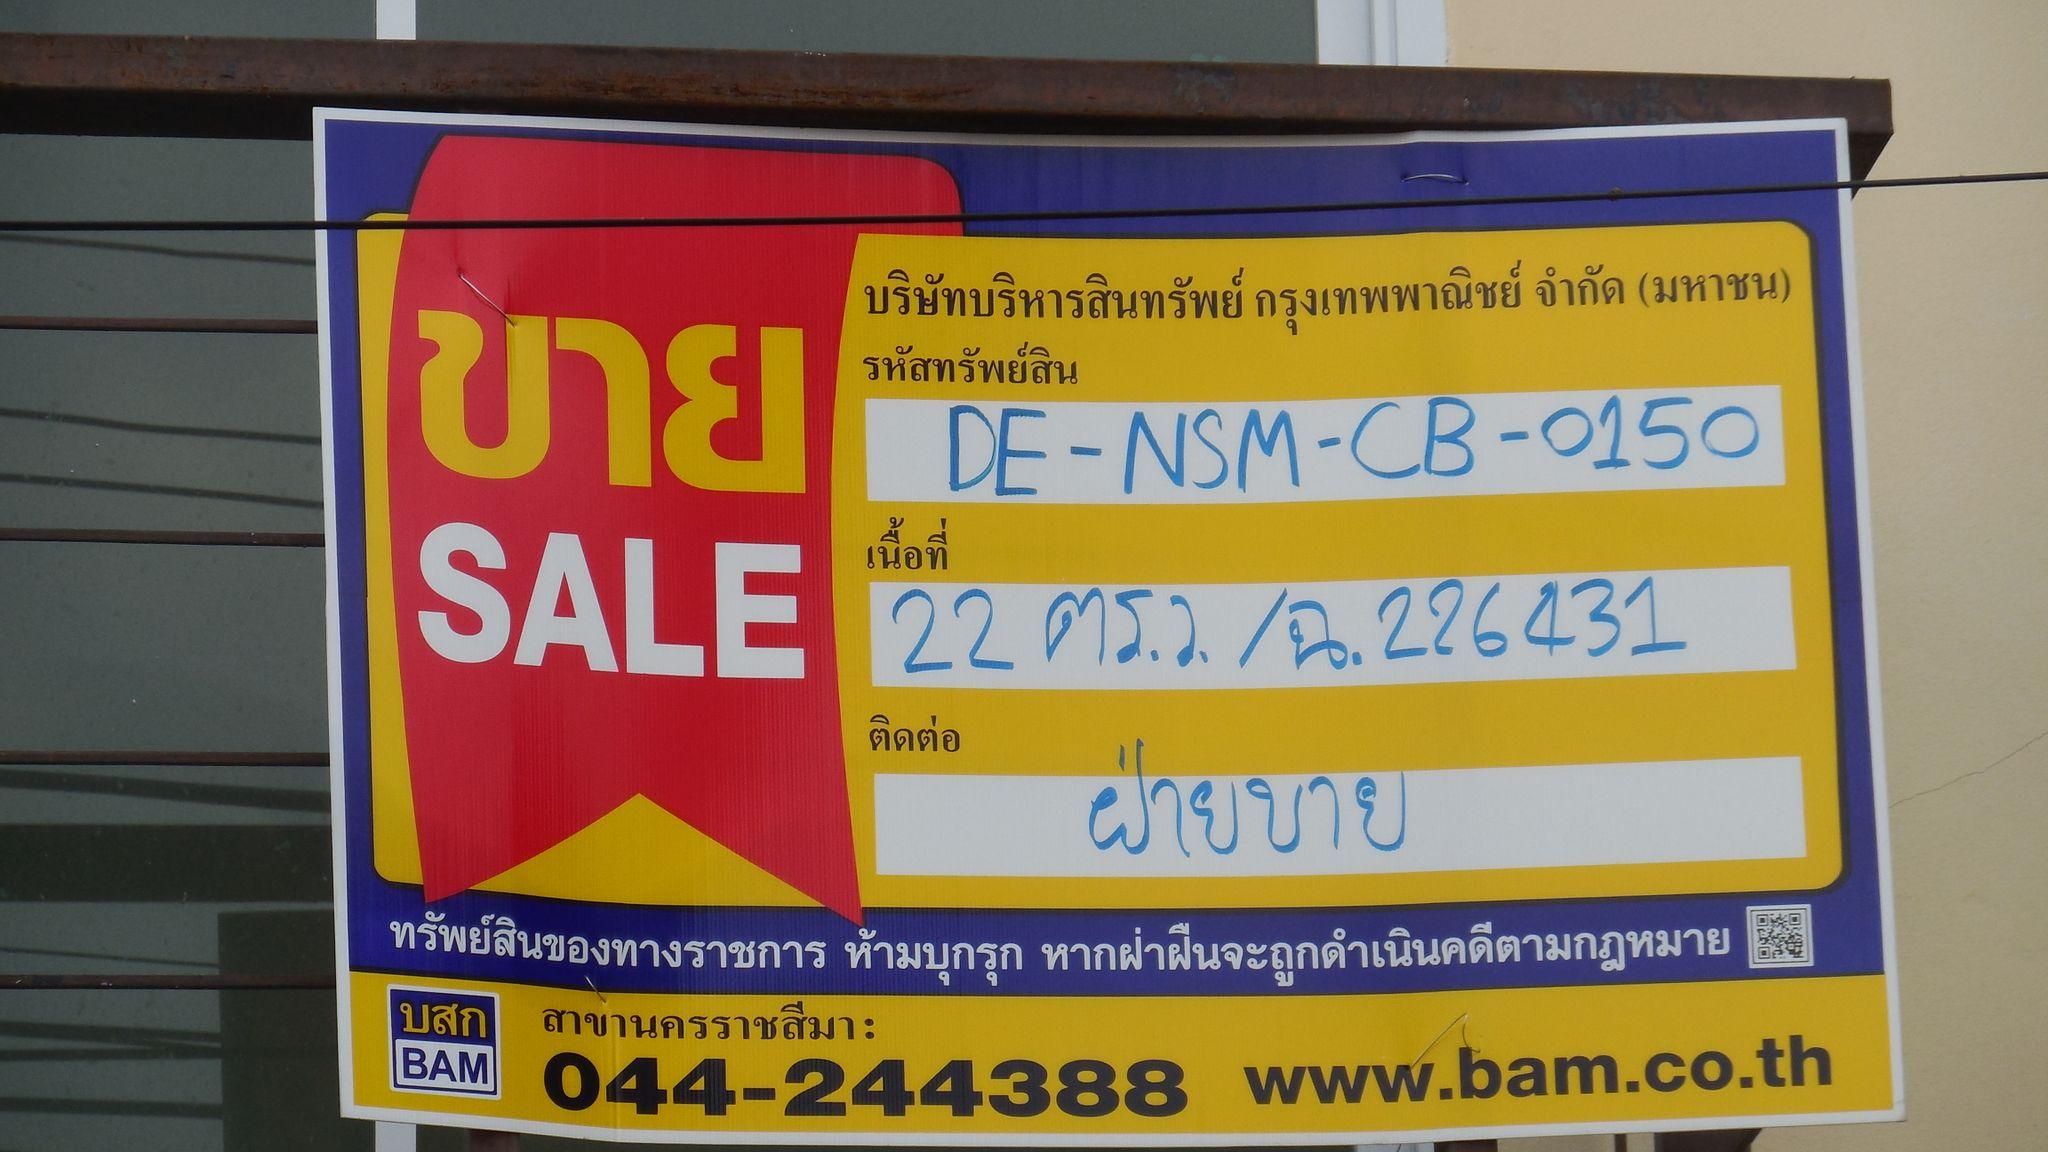 ขาย
SALE
บริษัทบริหารสินทรัพย์ กรุงเทพพาณิชย์ จำกัด (มหาชน)
รหัสทรัพย์สิน
DE-NSM-CB-0150
เนื้อที่
22 ตร.ว. /ฉ.226431
ติดต่อ
ฝ่ายขาย
ทรัพย์สินของทางราชการ ห้ามบุกรุก หากฝ่าฝืนจะถูกดำเนินคดีตามกฎหมาย
บสก
BAM
สาขานครราชสีมา:
044-244388
www.bam.co.th